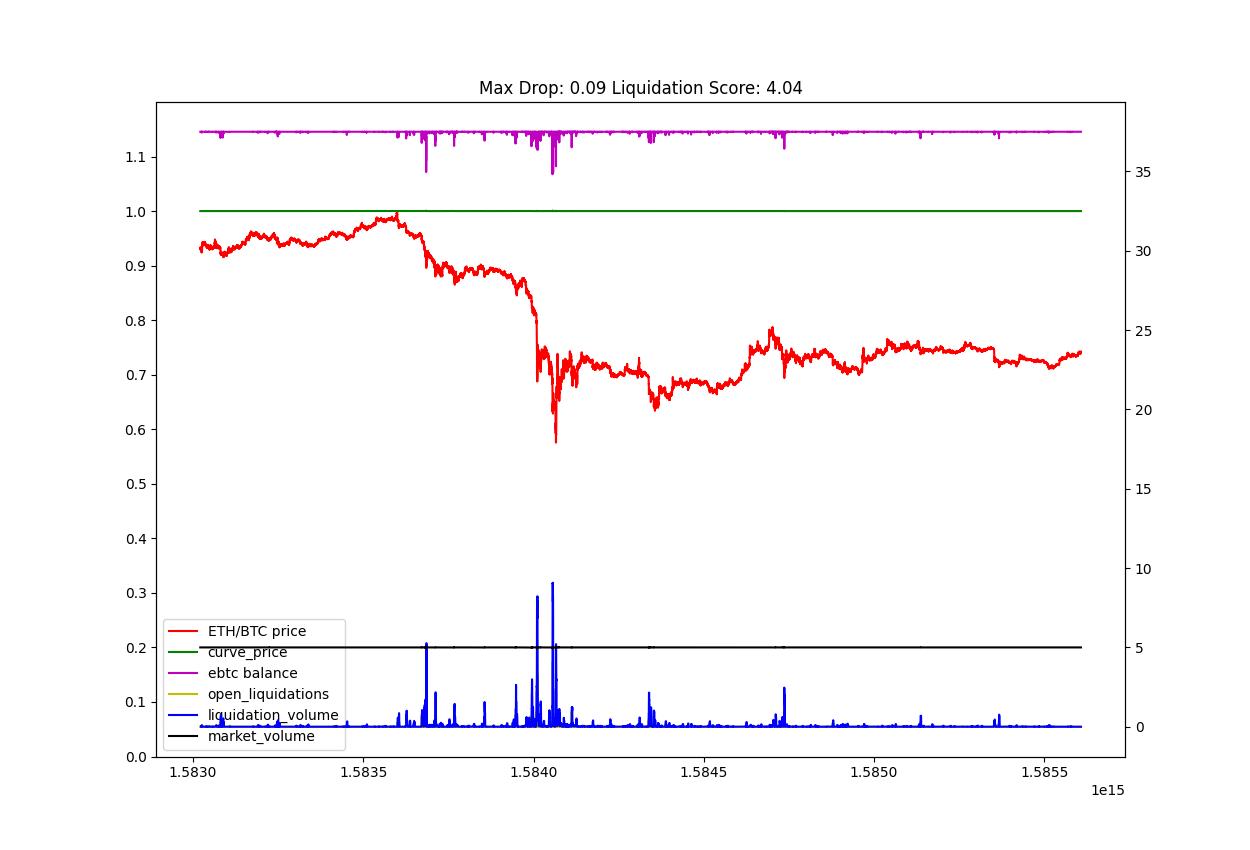 Max Drop: 0.09 Liquidation Score: 4.04
1.1
1.0
0.9
0.8
0.7
0.6
0.5
0.4
0.3
0.2
0.1
0.0
35
30
25
20
15
10
5
0
ETH/BTC price
curve_price
ebtc balance
open_liquidations
liquidation_volume
market_volume
1.5830 1.5835 1.5840 1.5845 1.5850 1.5855
1e15